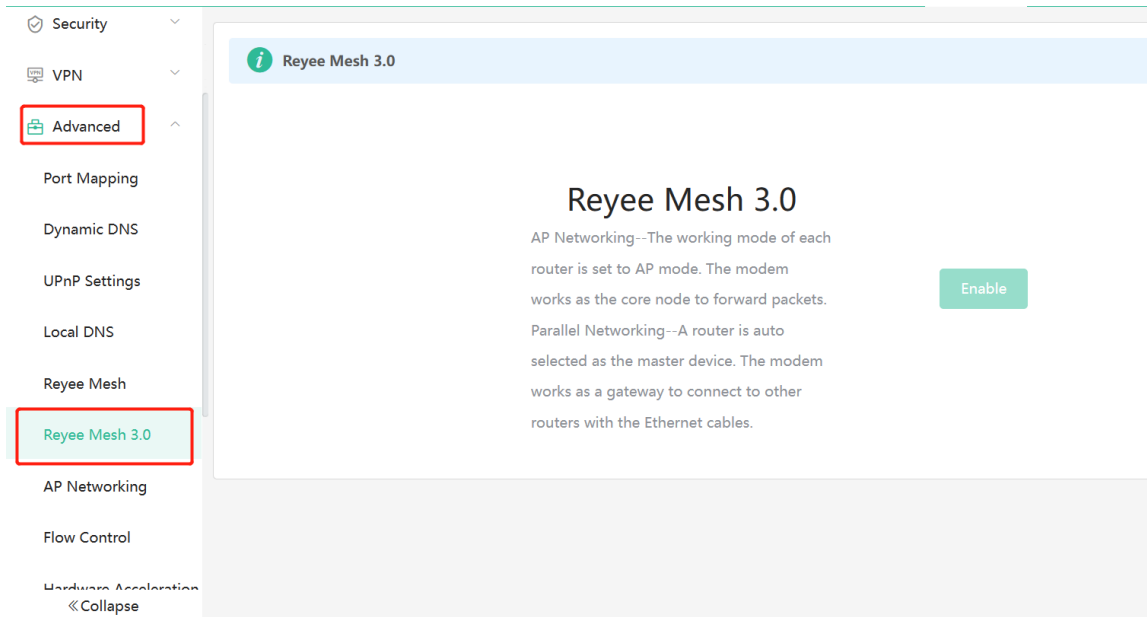 Security
VPN
Advanced
Port Mapping
Dynamic DNS
UPnP Settings
Local DNS
Reyee Mesh
Reyee Mesh 3.0
AP Networking
Flow Control
Hardware Acceleration
«Collapse
Reyee Mesh 3.0
Reyee Mesh 3.0
AP Networking--The working mode of each
router is set to AP mode. The modem
works as the core node to forward packets.
Parallel Networking--A router is auto
selected as the master device. The modem
works as a gateway to connect to other
routers with the Ethernet cables.
Enable